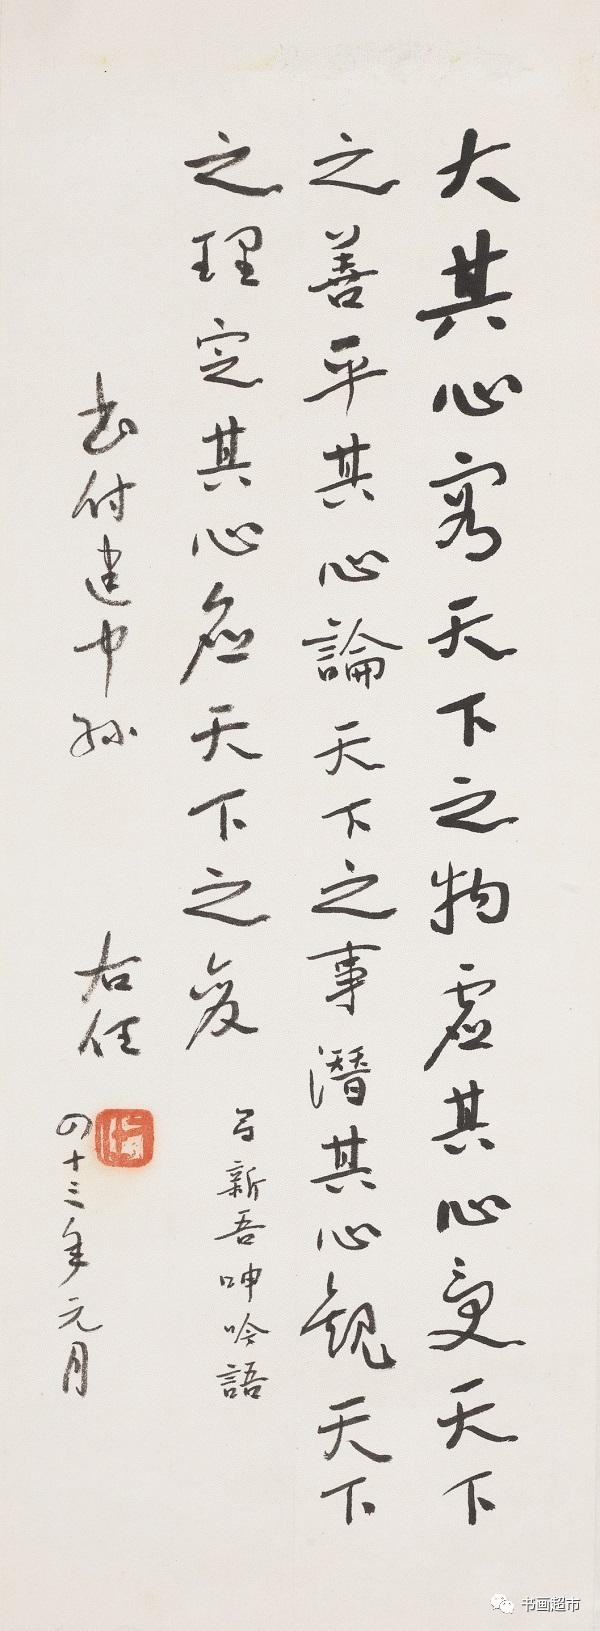 大其心容天下之物虛其心受天下
之善平其心論天下之事潛其心觀天下
之理定其心應天下之變
呂新吾呻吟語
書付建中孫
右任
四十三年元月
书画超市